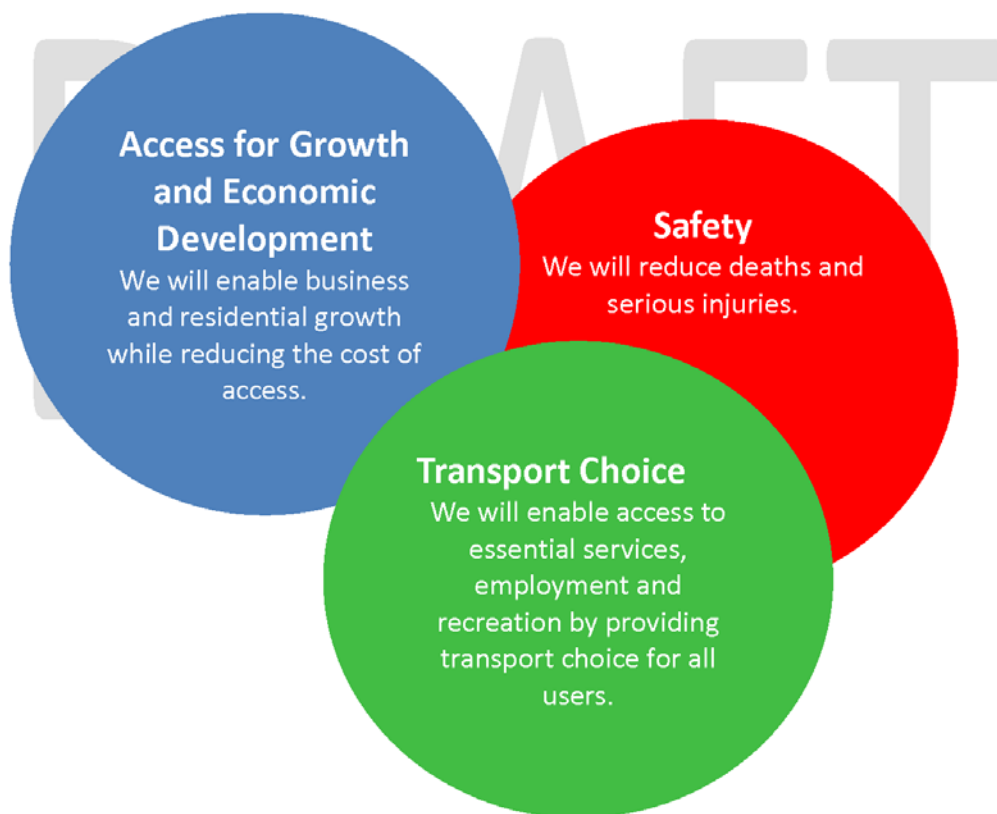 DRAFT
Access for Growth
and Economic
Development
We will enable business
and residential growth
while reducing the cost of
access.
Safety
We will reduce deaths and
serious injuries.
Transport Choice
We will enable access to
essential services,
employment and
recreation by providing
transport choice for all
users.